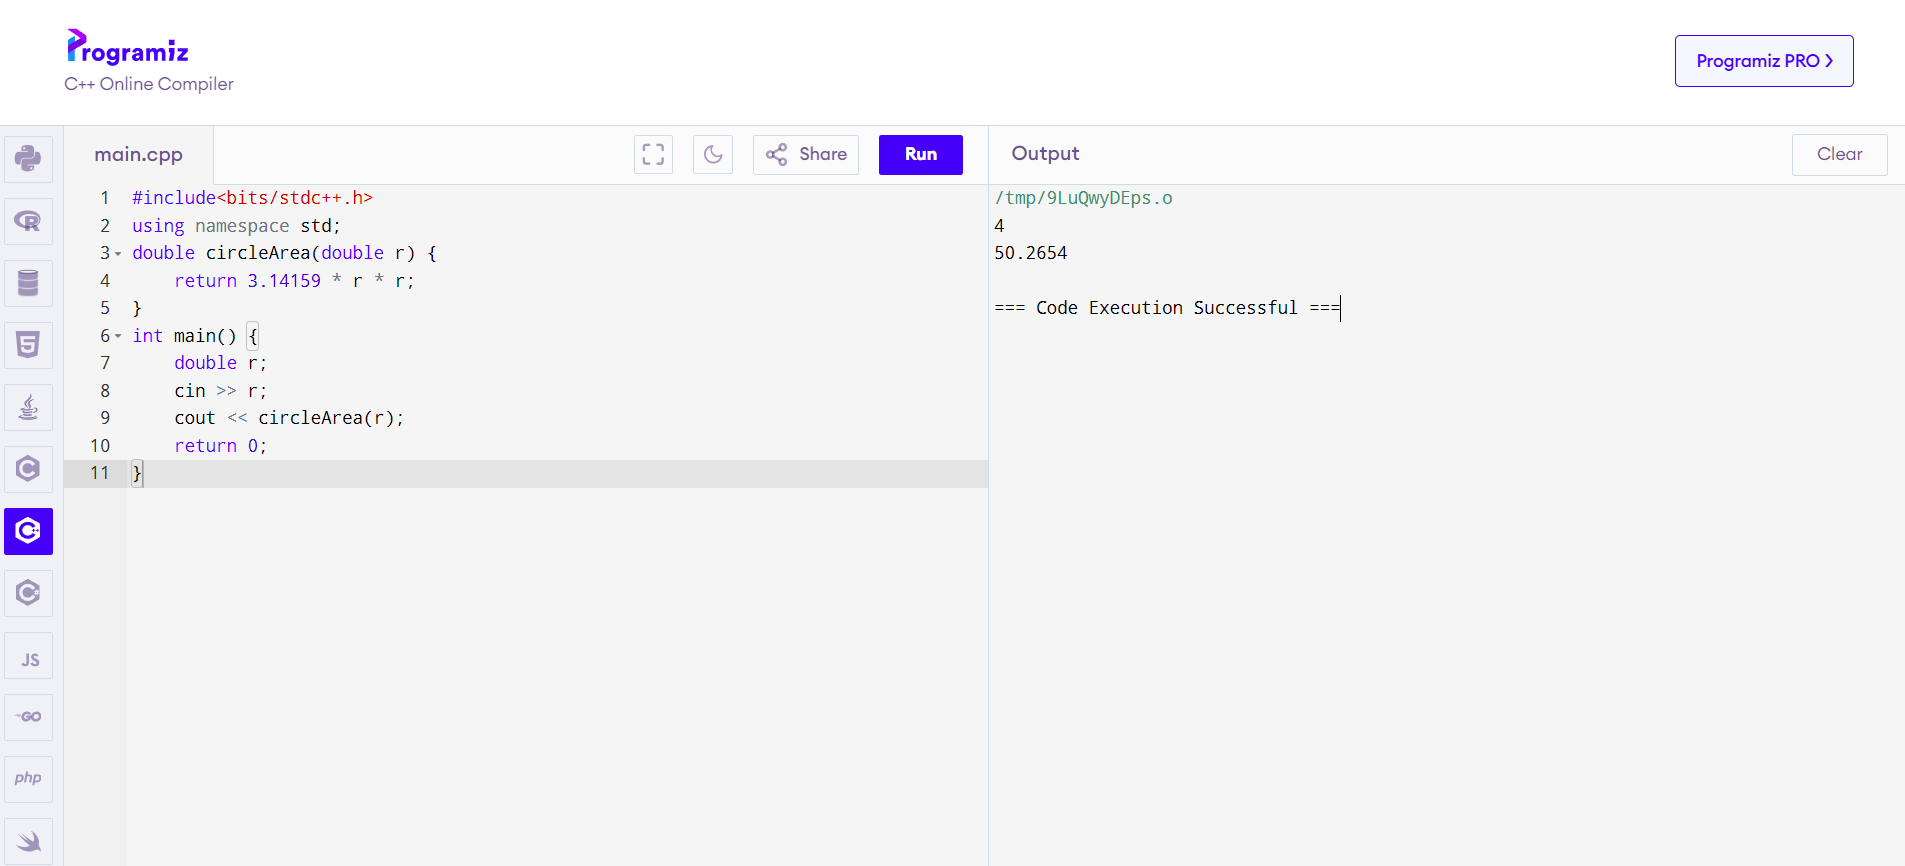 Programiz
C++ Online Compiler
Programiz PRO ❯
main.cpp
Share
Run
Output
Clear
1 #include<bits/stdc++.h>
2 using namespace std;
3 double circleArea(double r) {
4     return 3.14159 * r * r;
5 }
6 int main() {
7     double r;
8     cin >> r;
9     cout << circleArea(r);
10     return 0;
11 }
/tmp/9LuQwyDEps.o
4
50.2654
=== Code Execution Successful ===
R
5
C
C++
C#
JS
GO
php